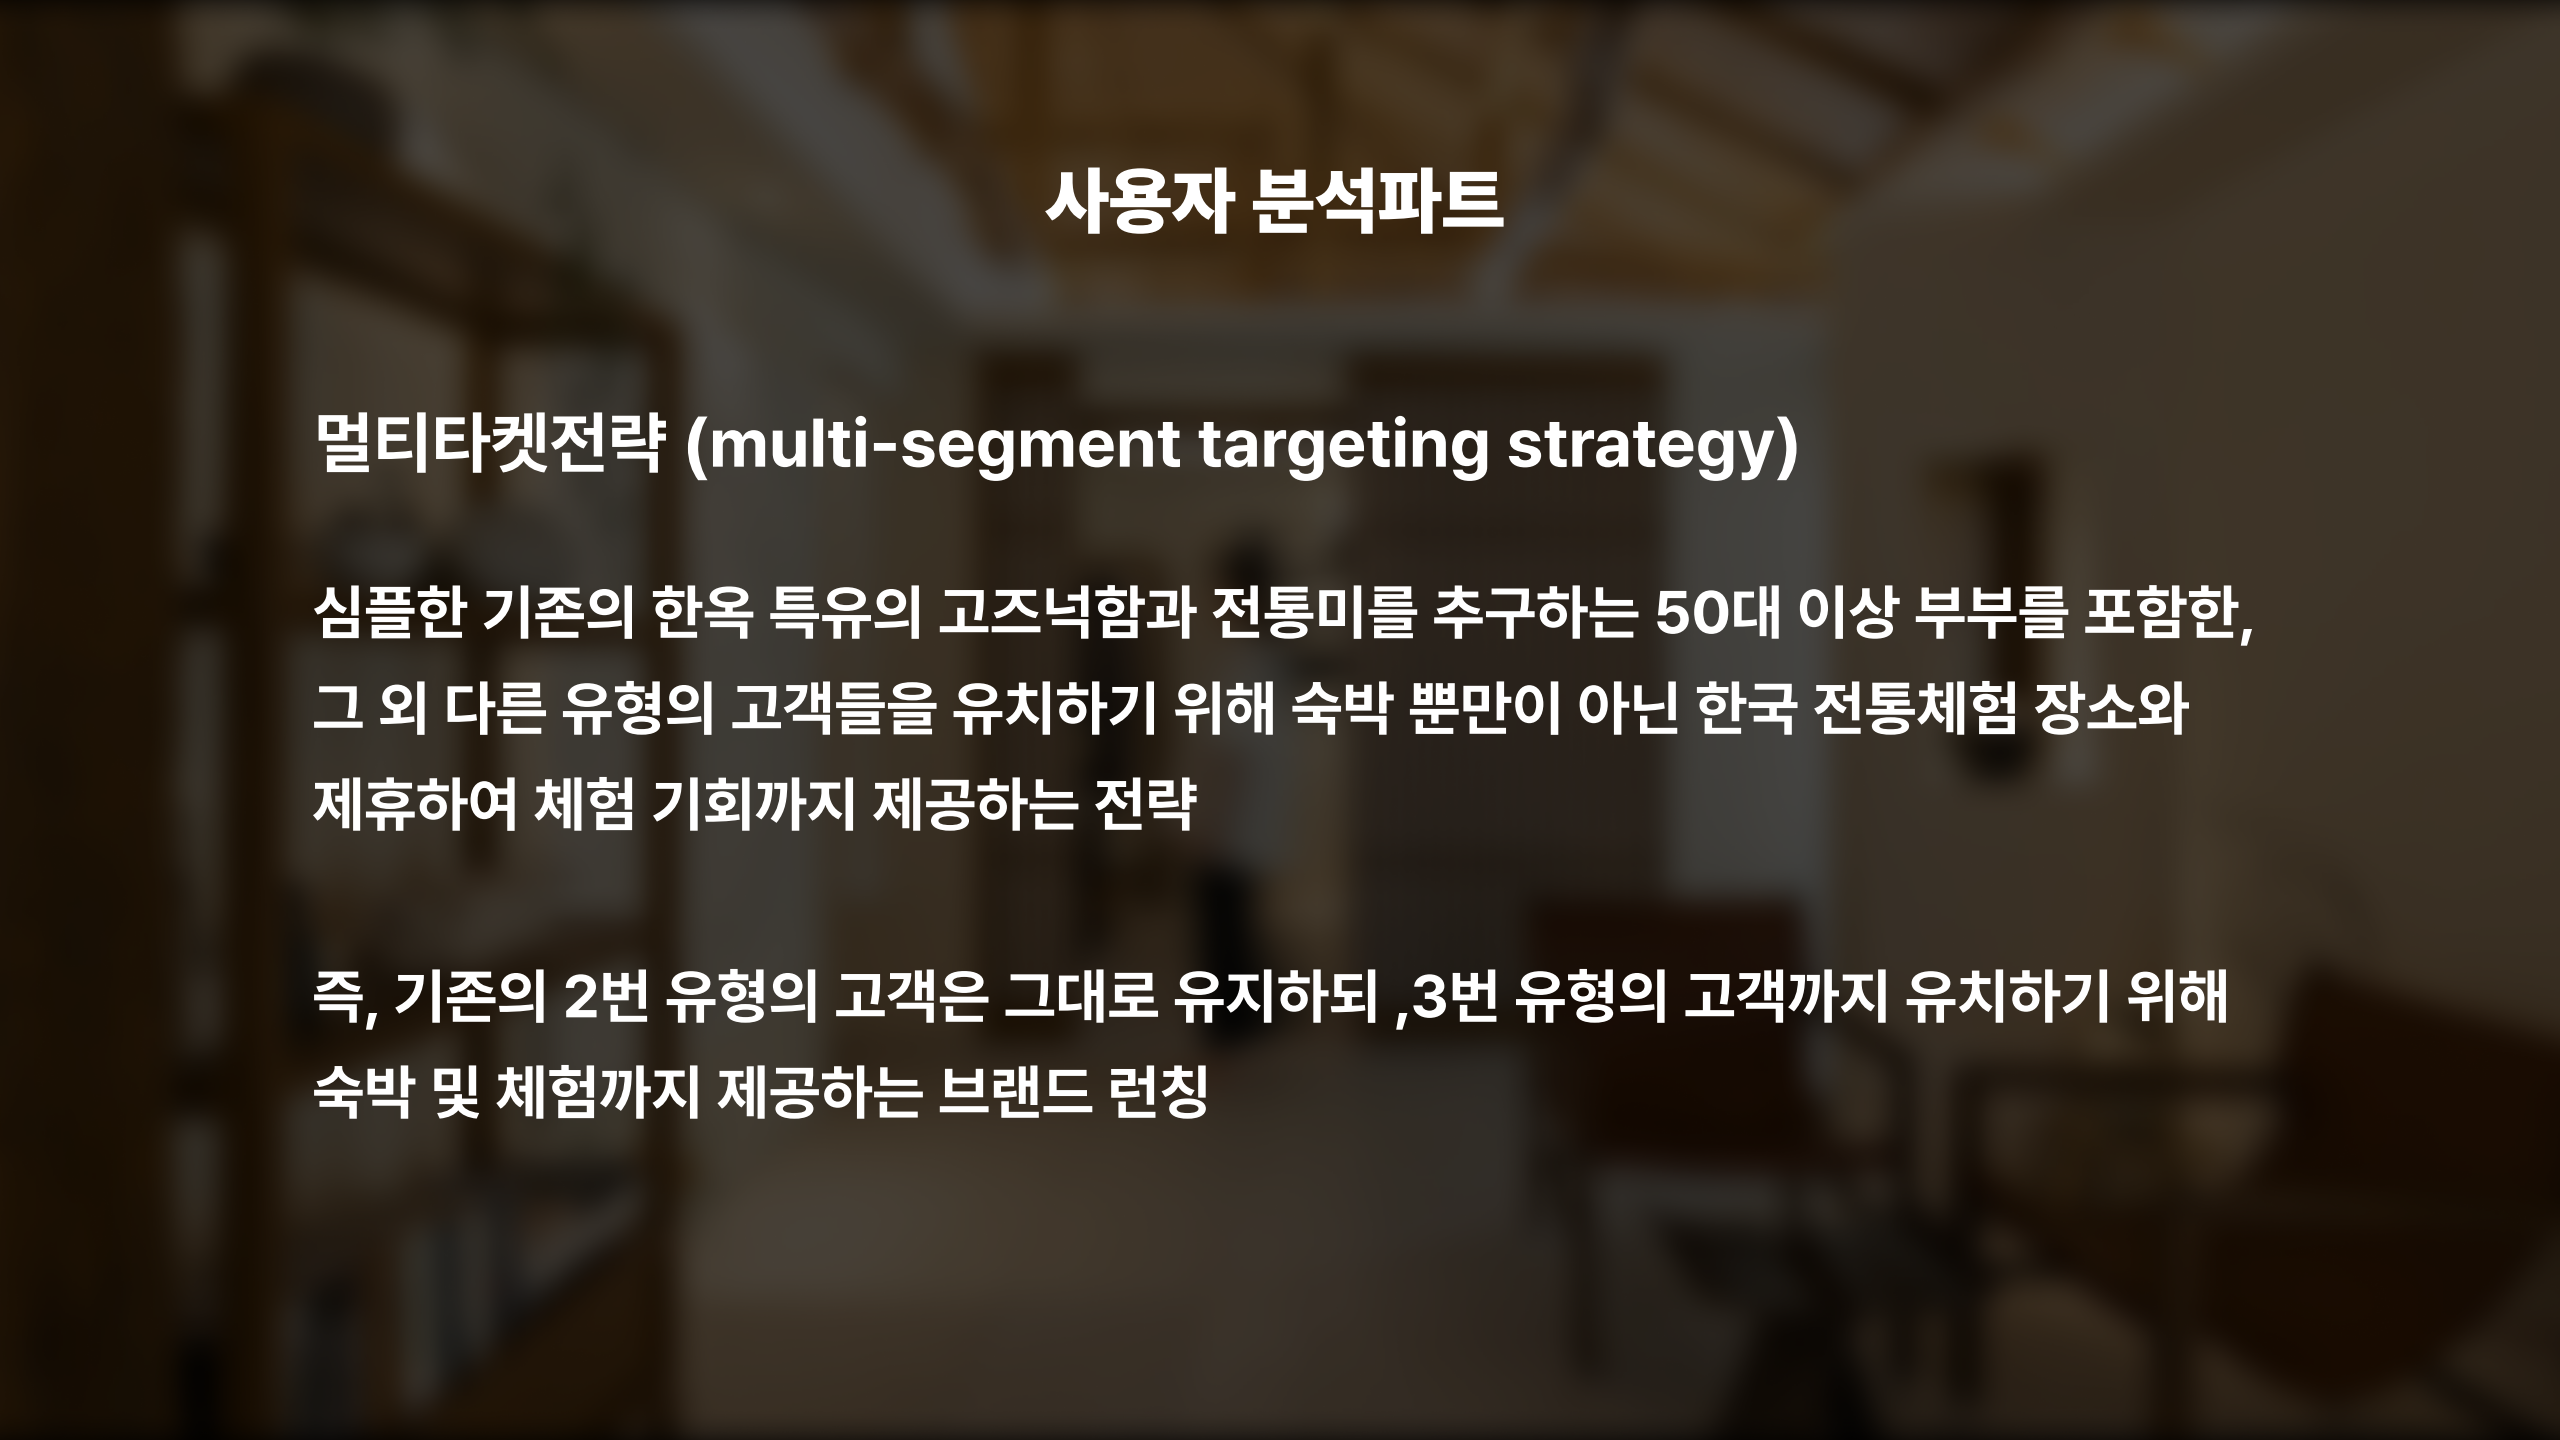 사용자 분석파트
멀티타켓전략 (multi-segment targeting strategy)
심플한 기존의 한옥 특유의 고즈넉함과 전통미를 추구하는 50대 이상 부부를 포함한,
그 외 다른 유형의 고객들을 유치하기 위해 숙박 뿐만이 아닌 한국 전통체험 장소와
제휴하여 체험 기회까지 제공하는 전략
즉, 기존의 2번 유형의 고객은 그대로 유지하되 ,3번 유형의 고객까지 유치하기 위해
숙박 및 체험까지 제공하는 브랜드 런칭